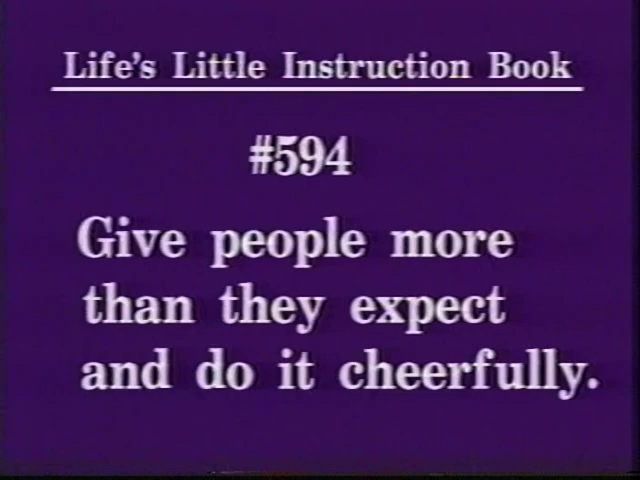 Life's Little Instruction Book
#594
Give people more
than they expect
and do it cheerfully.